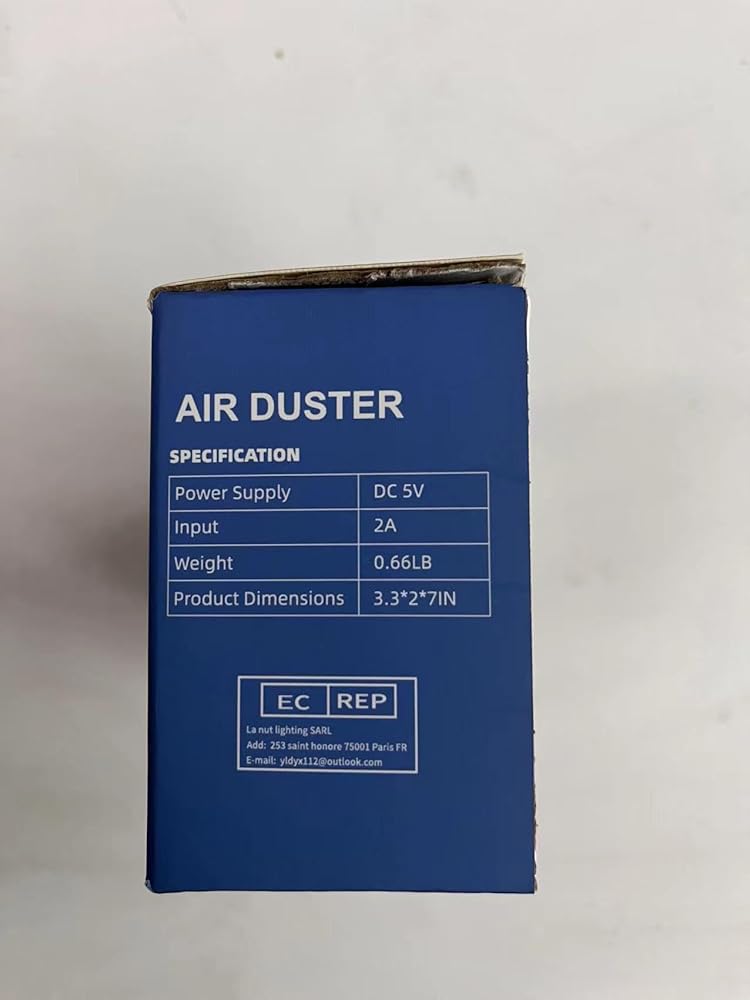 AIR DUSTER
SPECIFICATION
Power Supply DC 5V
Input 2A
Weight 0.66LB
Product Dimensions 3.3*2*7IN
EC REP
La nut lighting SARL
Add: 253 saint honore 75001 Paris FR
E-mail: yldyx112@outlook.com